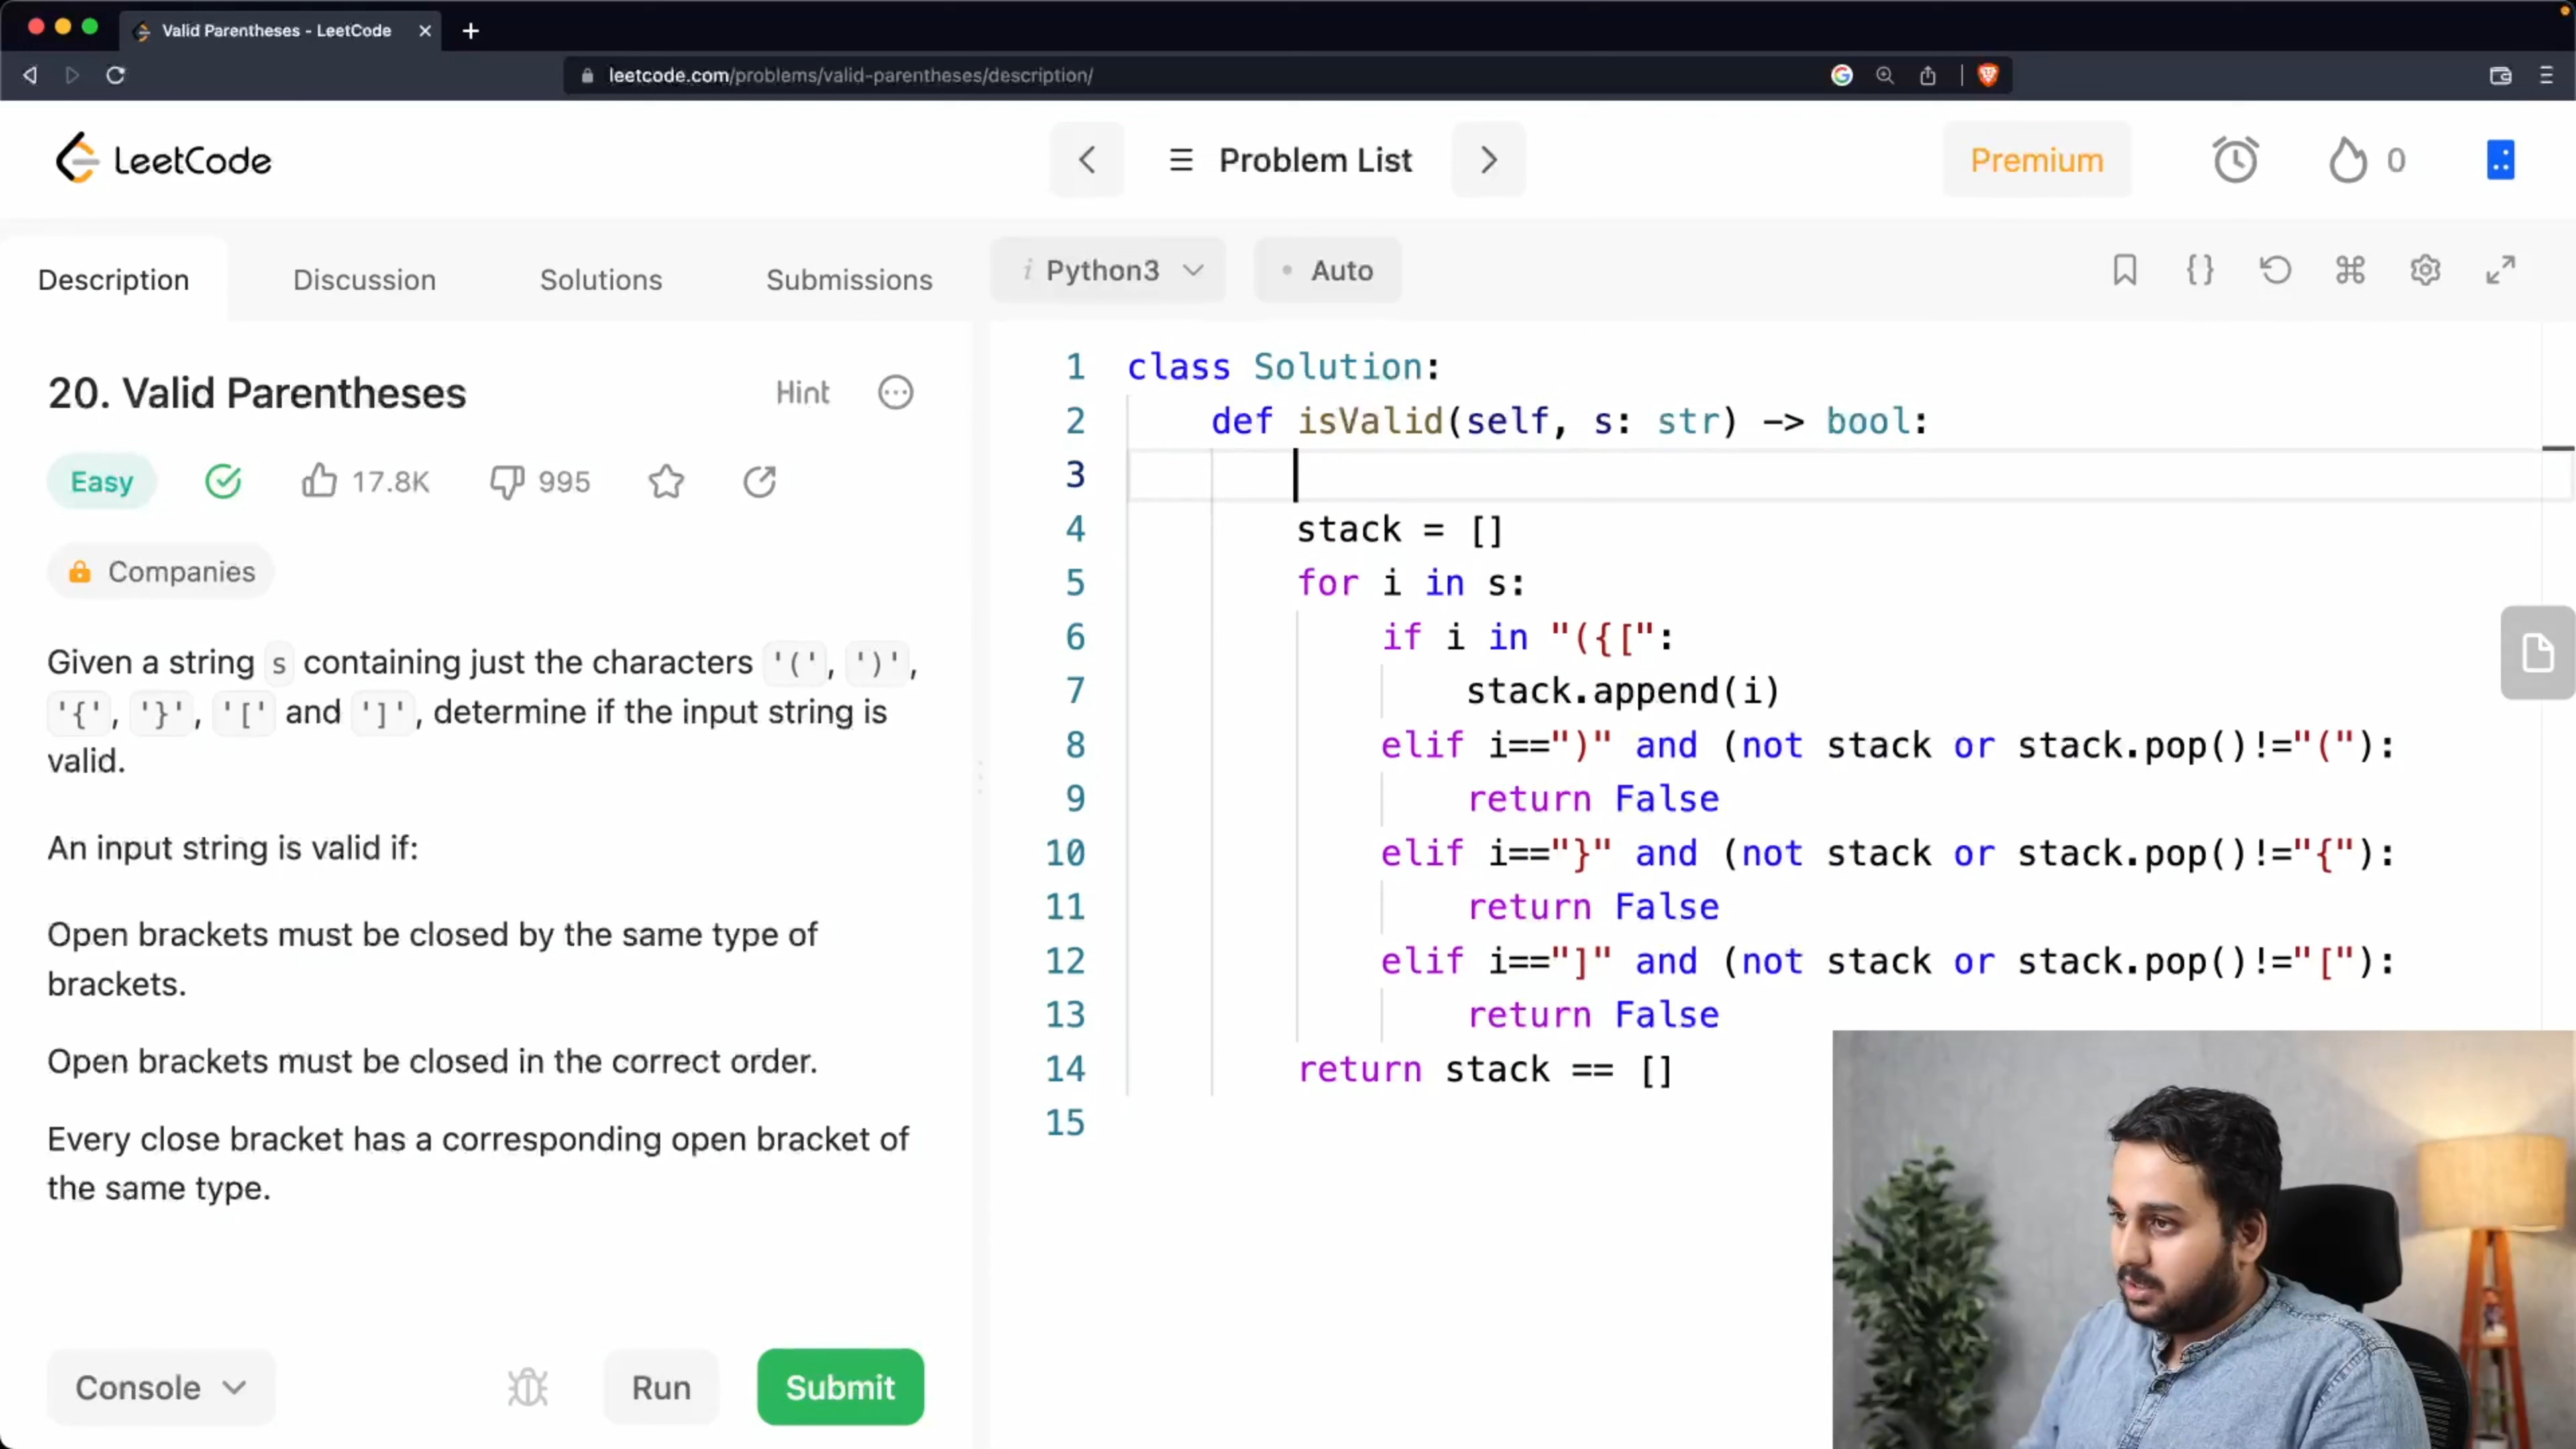 Valid Parentheses - LeetCode
leetcode.com/problems/valid-parentheses/description/
LeetCode
Problem List
Premium
0
Description
Discussion
Solutions
Submissions
i Python3
Auto
20. Valid Parentheses
Hint
Easy
17.8K
995
Companies
Given a string s containing just the characters '(', ')',
'{', '}', '[' and ']', determine if the input string is
valid.
An input string is valid if:
Open brackets must be closed by the same type of
brackets.
Open brackets must be closed in the correct order.
Every close bracket has a corresponding open bracket of
the same type.
Console
Run
Submit
1 class Solution:
2 def isValid(self, s: str) -> bool:
3
4 stack = []
5 for i in s:
6 if i in "({[":
7 stack.append(i)
8 elif i==")" and (not stack or stack.pop()!="("):
9 return False
10 elif i=="}" and (not stack or stack.pop()!="{"):
11 return False
12 elif i=="]" and (not stack or stack.pop()!="["):
13 return False
14 return stack == []
15